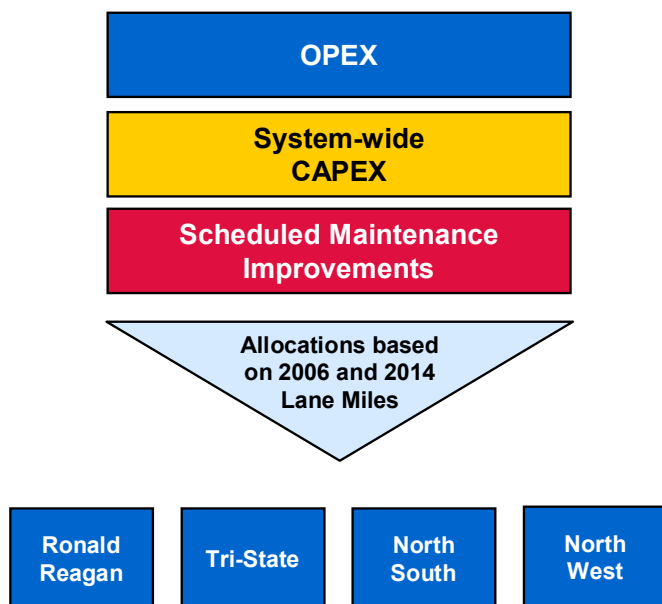 OPEX
System-wide
CAPEX
Scheduled Maintenance
Improvements
Allocations based
on 2006 and 2014
Lane Miles
Ronald
Reagan
Tri-State
North
South
North
West